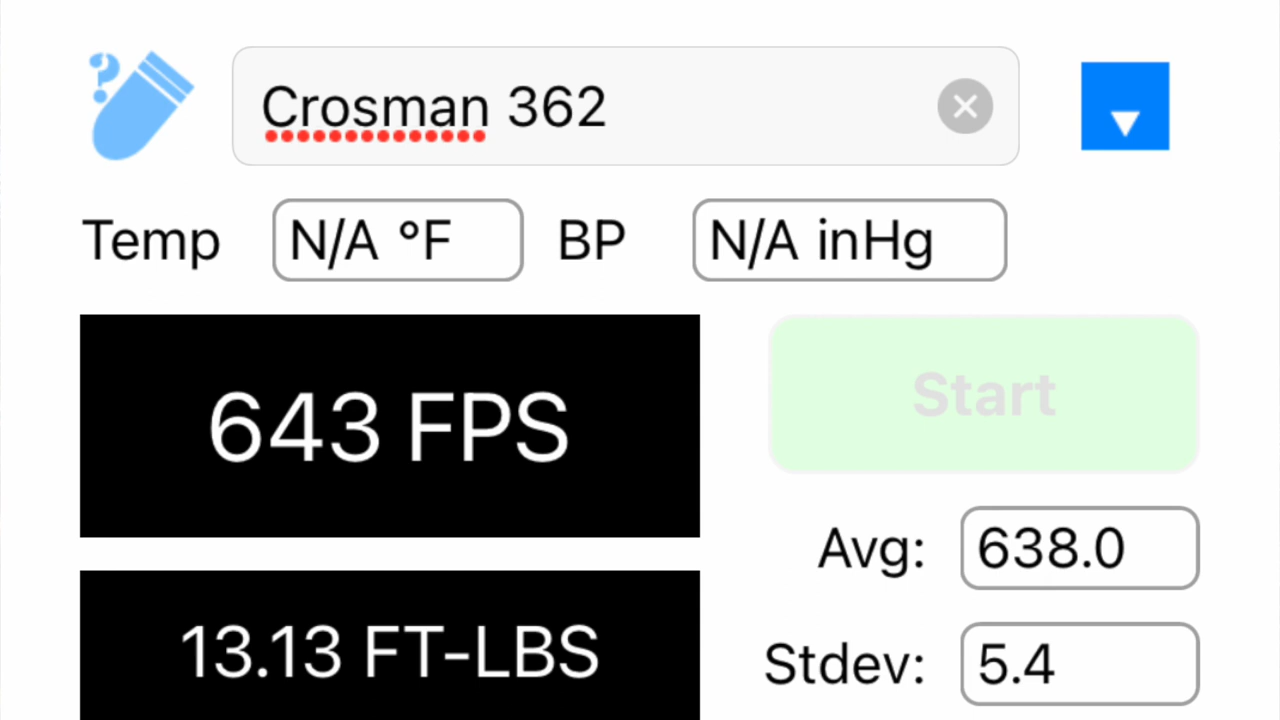 ?
Crosman 362
Temp N/A °F BP N/A inHg
643 FPS
Start
Avg: 638.0
13.13 FT-LBS
Stdev: 5.4